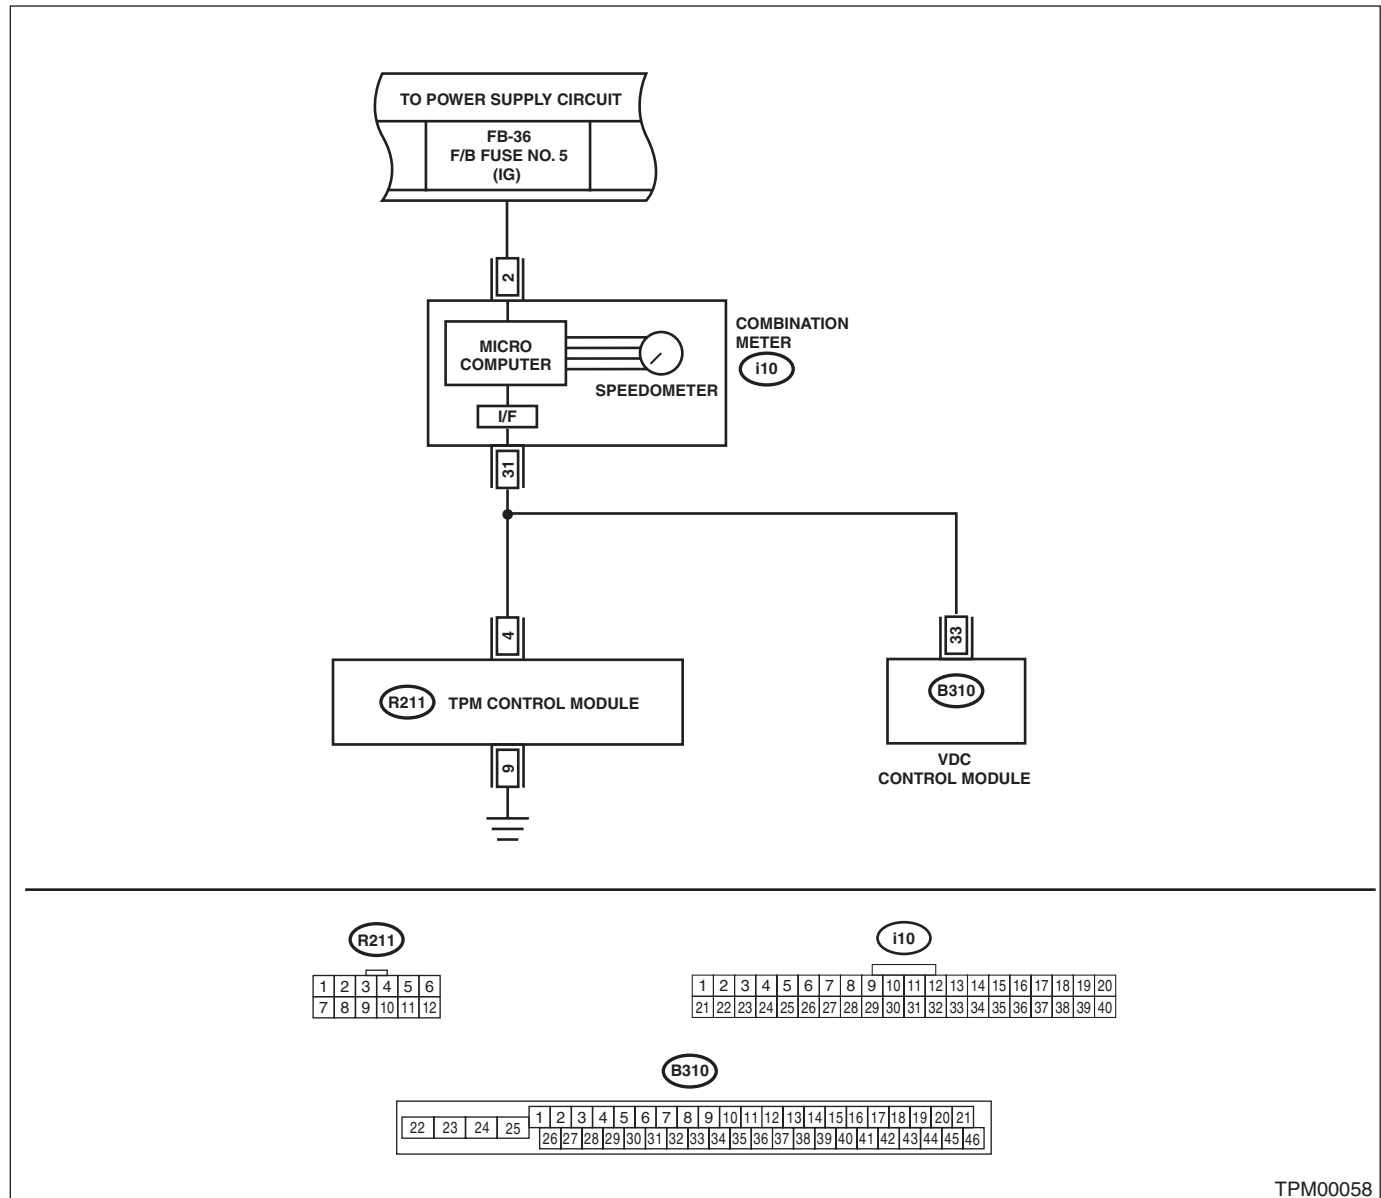 TO POWER SUPPLY CIRCUIT
FB-36
F/B FUSE NO. 5
(IG)
2
MICRO
COMPUTER
SPEEDOMETER
I/F
COMBINATION
METER
i10
31
4
33
R211 TPM CONTROL MODULE
B310
9
VDC
CONTROL MODULE
R211
1 2 3 4 5 6
7 8 9 10 11 12
i10
1 2 3 4 5 6 7 8 9 10 11 12 13 14 15 16 17 18 19 20
21 22 23 24 25 26 27 28 29 30 31 32 33 34 35 36 37 38 39 40
B310
22 23 24 25
1 2 3 4 5 6 7 8 9 10 11 12 13 14 15 16 17 18 19 20 21
26 27 28 29 30 31 32 33 34 35 36 37 38 39 40 41 42 43 44 45 46
TPM00058